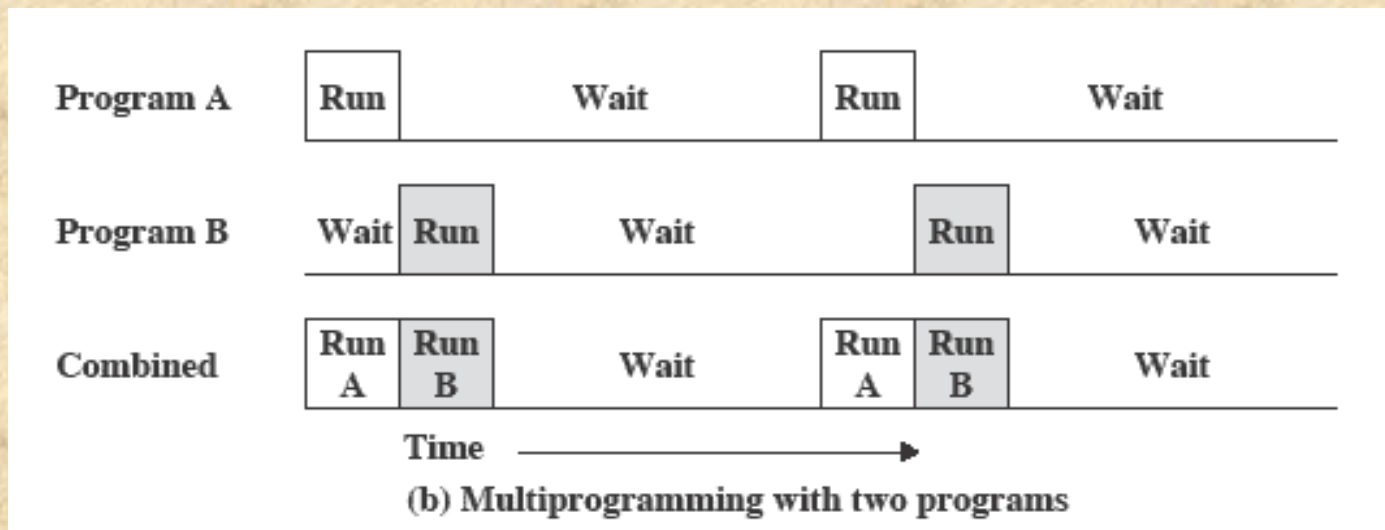 Program A Run Wait Run Wait
Program B Wait Run Wait Run Wait
Combined Run A Run B Wait Run A Run B Wait
Time
(b) Multiprogramming with two programs